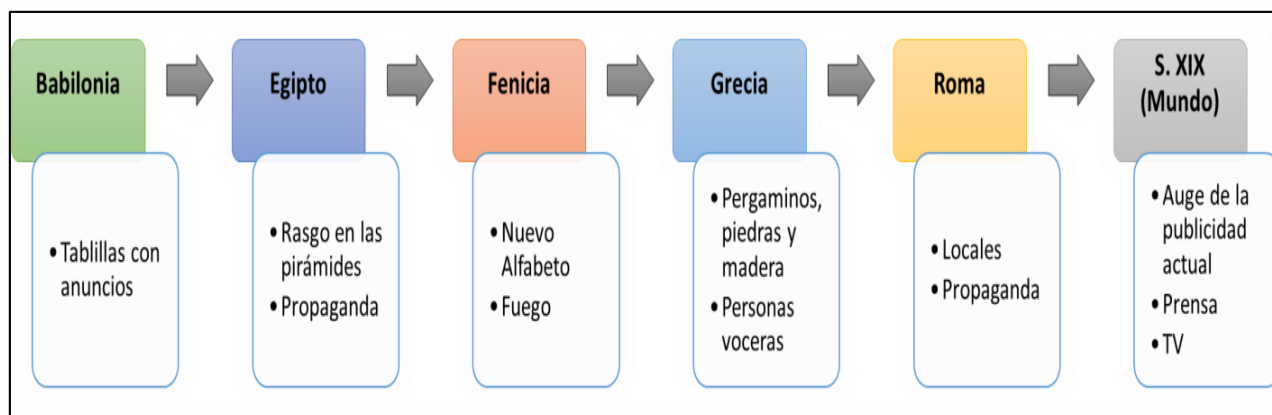 Babilonia
• Tablillas con
anuncios
Egipto
• Rasgo en las
pirámides
• Propaganda
Fenicia
• Nuevo
Alfabeto
• Fuego
Grecia
• Pergaminos,
piedras y
madera
• Personas
voceras
Roma
• Locales
• Propaganda
S. XIX
(Mundo)
• Auge de la
publicidad
actual
• Prensa
• TV